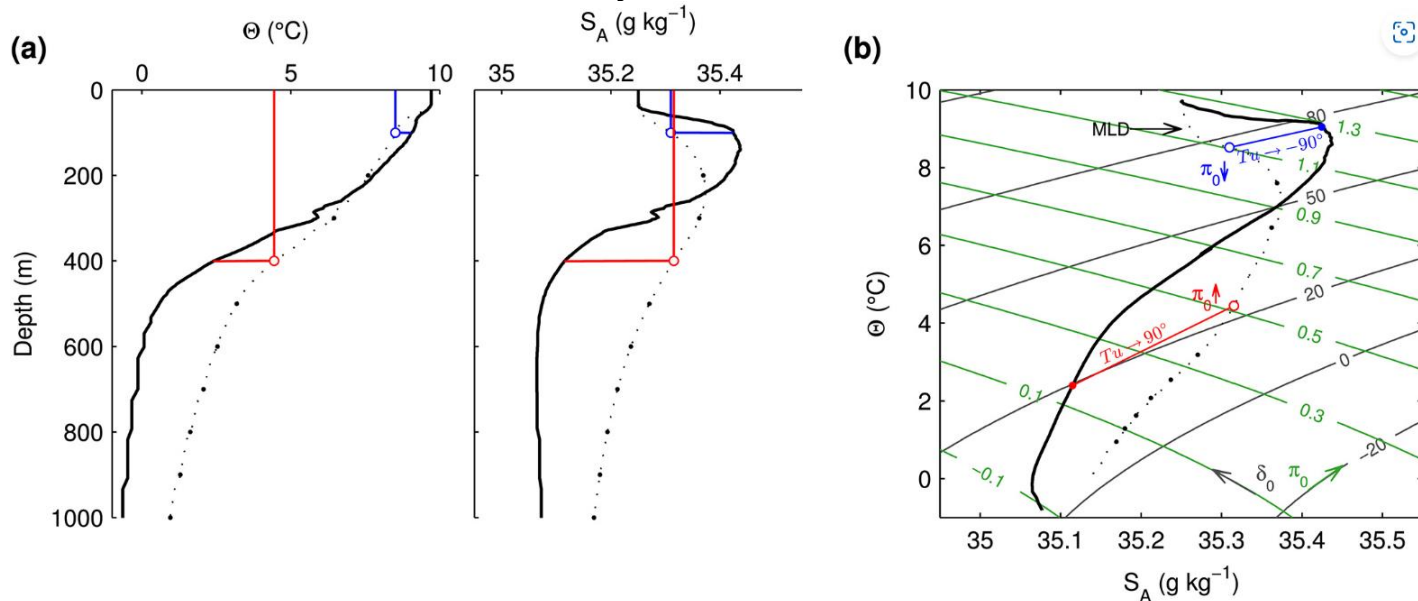 (a)
Θ (°C)
0 5 10
S_A (g kg⁻¹)
35 35.2 35.4
Depth (m)
0
200
400
600
800
1000
(b)
Θ (°C)
10
8
6
4
2
0
MLD
80
50
20
0
−20
1.3
1.1
0.9
0.7
0.5
0.3
0.1
−0.1
Tu → −90°
π₀↓
π₀↑
Tu → 90°
δ₀ π₀
35 35.1 35.2 35.3 35.4 35.5
S_A (g kg⁻¹)